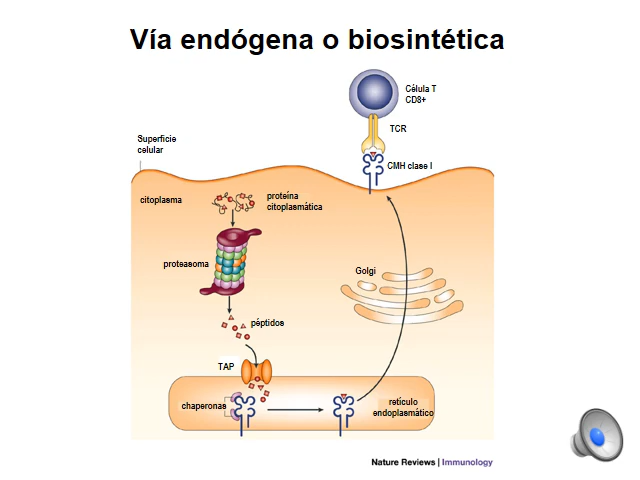 Vía endógena o biosintética
Célula T
CD8+
TCR
Superficie
celular
CMH clase I
citoplasma
proteína
citoplasmática
proteasoma
Golgi
péptidos
TAP
chaperonas
retículo
endoplasmático
Nature Reviews | Immunology